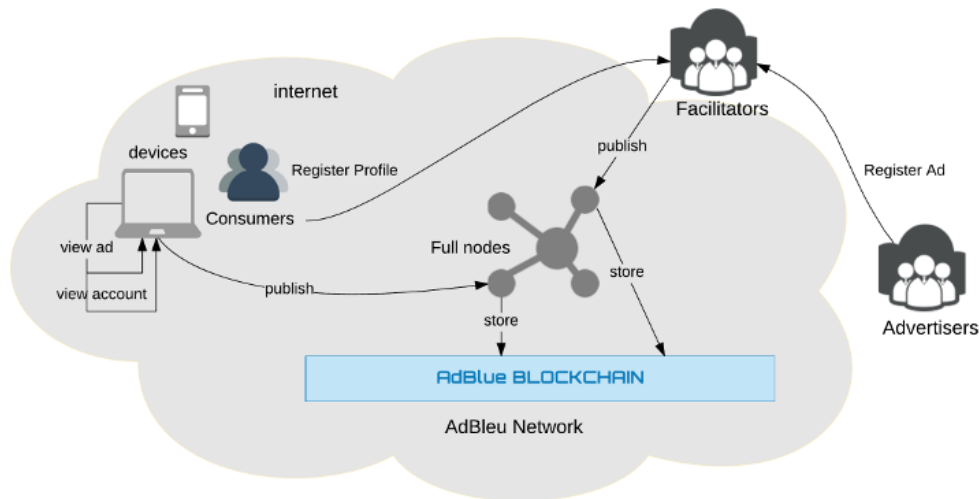 internet
Facilitators
devices
publish
Register Profile
Register Ad
Consumers
view ad
Full nodes
store
view account
publish
store
Advertisers
AdBlue BLOCKCHAIN
AdBleu Network